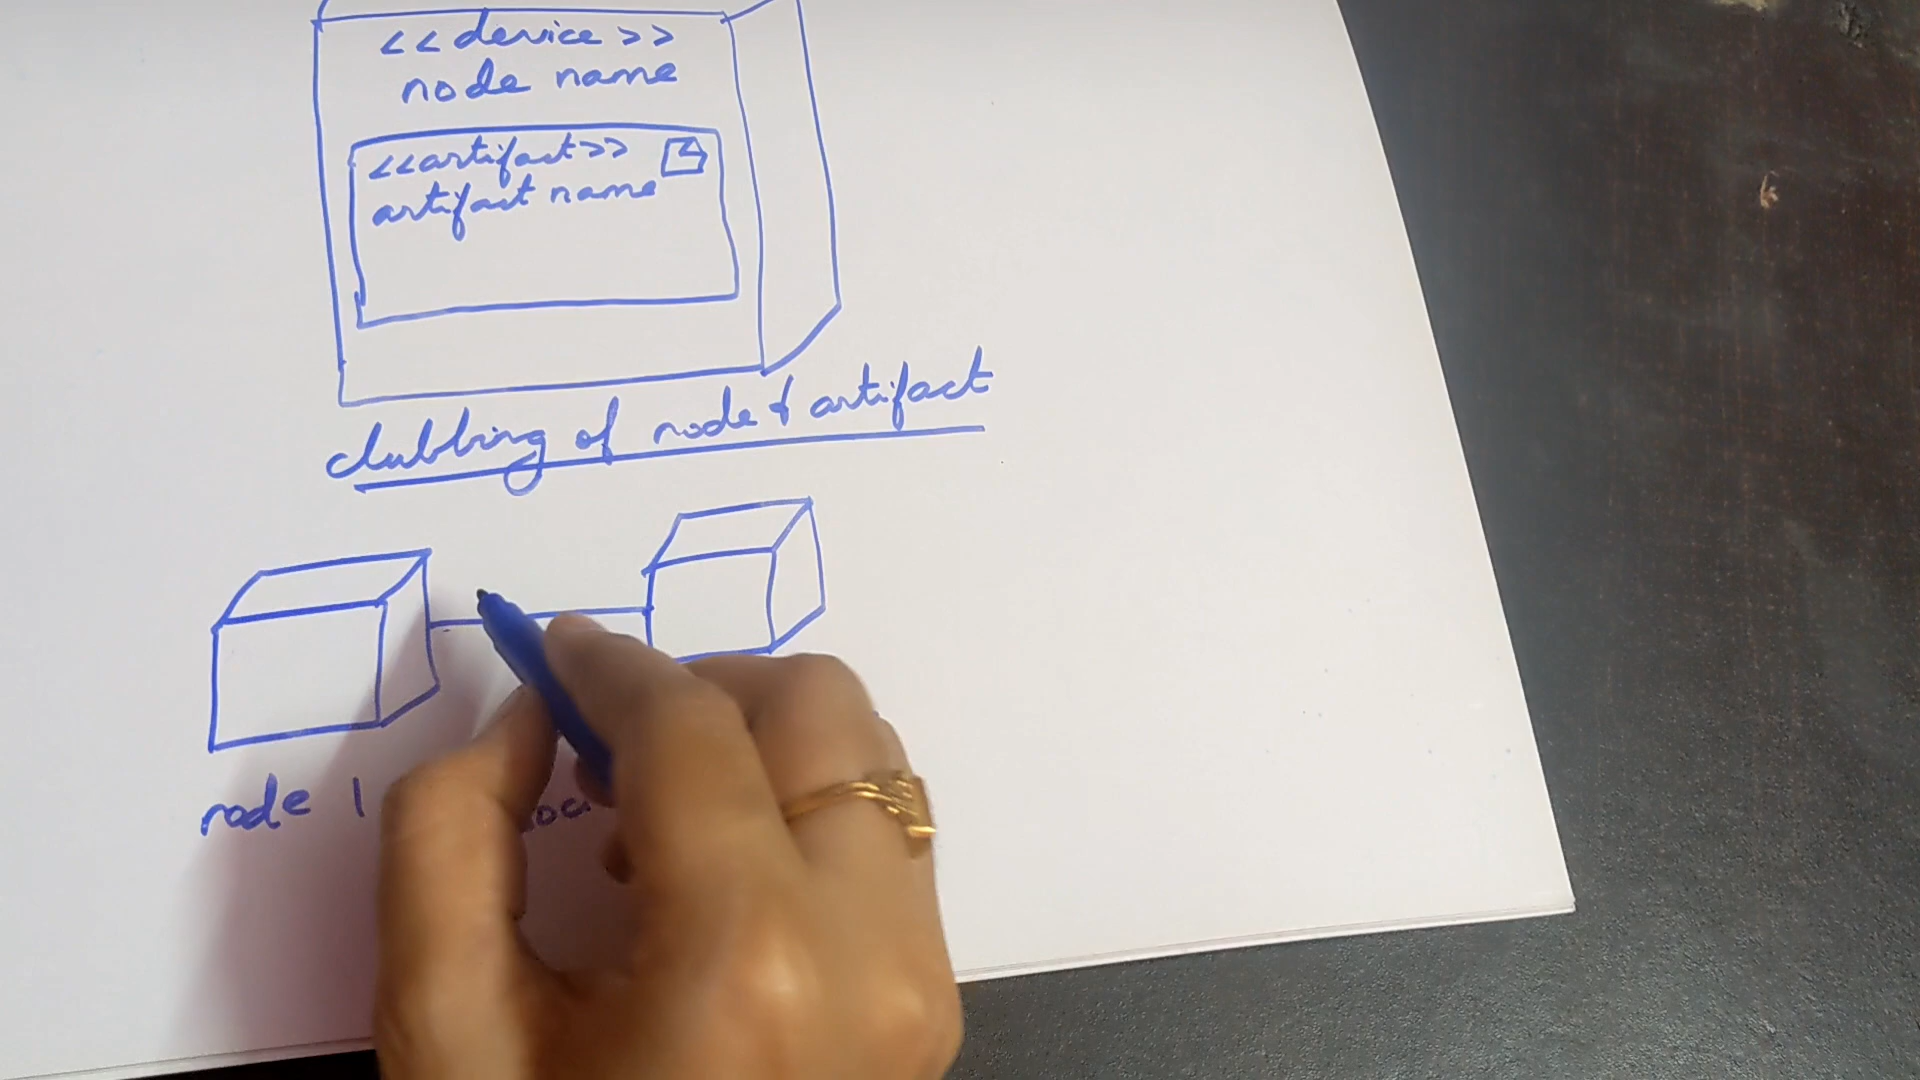 <<device>>
node name
<<artifact>>
artifact name
clubbing of node & artifact
node 1